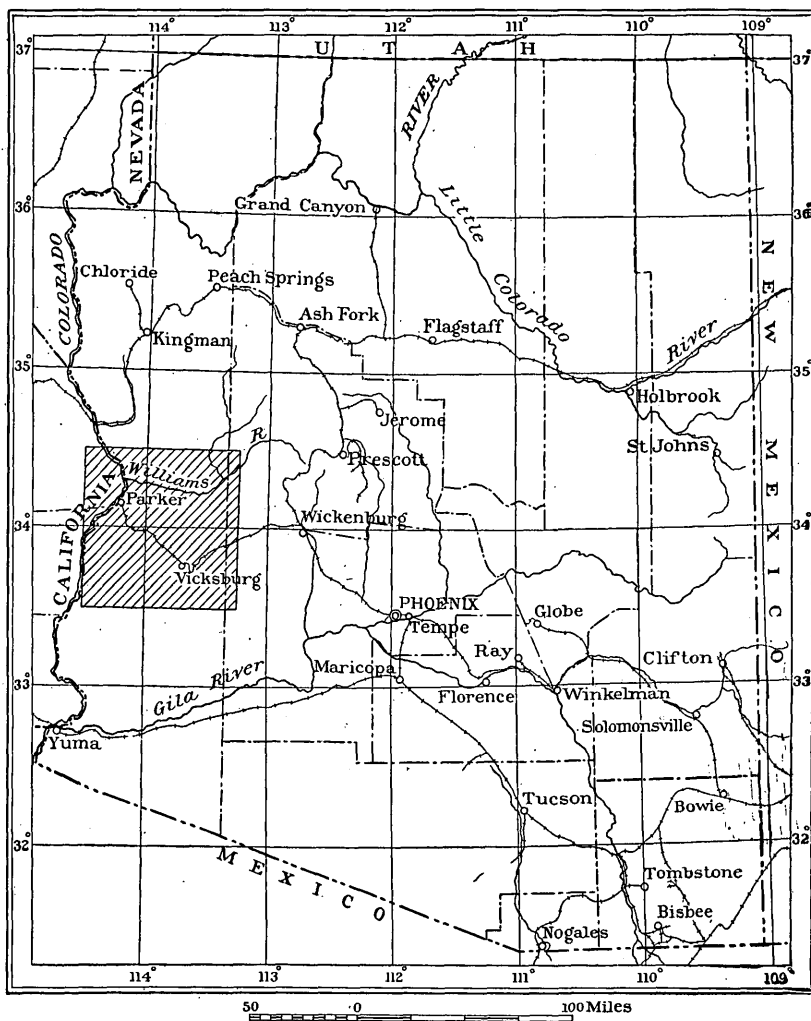 114° 113° 112° 111° 110° 109°
37° U T A H 37°
NEVADA
RIVER
36° Grand Canyon Little 36°
COLORADO
Chloride Peach Springs Colorado NEW MEXICO
Ash Fork Flagstaff River
Kingman
35° 35°
Holbrook
Jerome
R St Johns
Prescott
Williams
Parker
CALIFORNIA
34° Wickenburg 34°
Vicksburg
PHOENIX Globe
Tempe
Ray Clifton
Maricopa
33° Gila River Florence Winkelman 33°
Solomonsville
Yuma
Tucson Bowie
32° 32°
MEXICO
Tombstone
Bisbee
Nogales
114° 113° 112° 111° 110° 109°
50 0 100 Miles